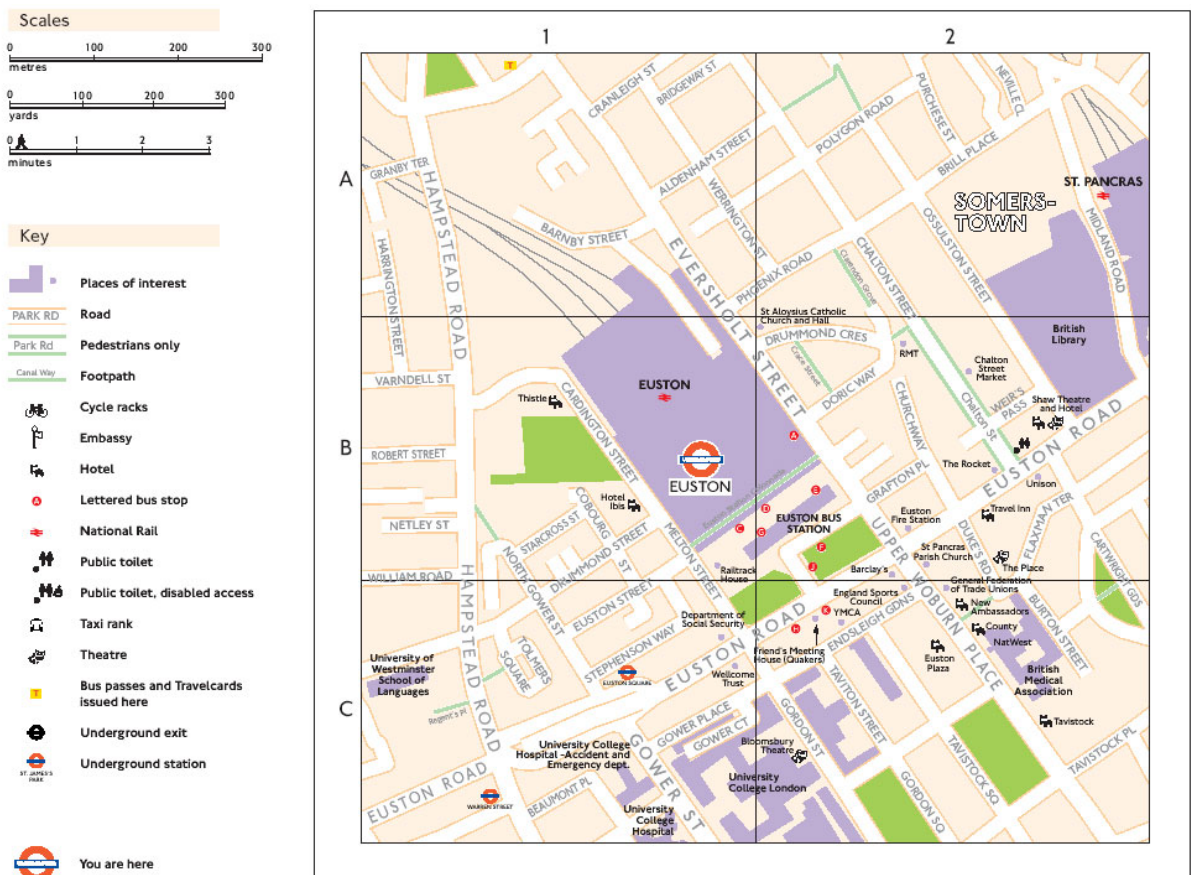 Scales
0 100 200 300
metres
0 100 200 300
yards
0 1 2 3
minutes
Key
Places of interest
PARK RD Road
Park Rd Pedestrians only
Canal Way Footpath
Cycle racks
Embassy
Hotel
A Lettered bus stop
National Rail
Public toilet
Public toilet, disabled access
Taxi rank
Theatre
T Bus passes and Travelcards
issued here
Underground exit
Underground station
ST. JAMES'S
PARK
You are here
1 2
A
B
C
T
CRANLEIGH ST
BRIDGEWAY ST
PURCHESE ST
NEVILLE CL
POLYGON ROAD
BRILL PLACE
GRANBY TER
HAMPSTEAD ROAD
ALDENHAM STREET
WERRINGTON ST
ST. PANCRAS
SOMERS-
TOWN
BARNBY STREET
HARRINGTON STREET
EVERSHOLT STREET
PHOENIX ROAD
Clarendon Grove
CHALTON STREET
OSSULSTON STREET
MIDLAND ROAD
St Aloysius Catholic
Church and Hall
DRUMMOND CRES
British
Library
RMT
Chalton
Street
Market
Grace Street
DORIC WAY
VARNDELL ST
EUSTON
Thistle
CARDINGTON STREET
CHURCHWAY
Chalton St
WEIR'S
PASS
Shaw Theatre
and Hotel
EUSTON ROAD
A
ROBERT STREET
EUSTON
The Rocket
GRAFTON PL
Unison
Hotel
Ibis
COBOURG
ST
STARCROSS ST
E
D
C
G
EUSTON BUS
STATION
Euston
Fire Station
Travel Inn
FLAXMAN TER
NETLEY ST
NORTH GOWER ST
DRUMMOND STREET
MELTON STREET
F
J
UPPER WOBURN PLACE
St Pancras
Parish Church
DUKE'S RD
The Place
CARTWRIGHT GDS
WILLIAM ROAD
Railtrack
House
Barclay's
General Federation
of Trade Unions
HAMPSTEAD ROAD
EUSTON STREET
England Sports
Council
New
Ambassadors
BURTON STREET
Department of
Social Security
K
YMCA
H
ENDSLEIGH GDNS
County
NatWest
TOLMERS
SQUARE
STEPHENSON WAY
EUSTON ROAD
Friend's Meeting
House (Quakers)
Euston
Plaza
University of
Westminster
School of
Languages
EUSTON SQUARE
Wellcome
Trust
British
Medical
Association
TAVITON STREET
Regent's Pl
GOWER PLACE
GOWER CT
GORDON ST
Tavistock
University College
Hospital -Accident and
Emergency dept.
GOWER ST
Bloomsbury
Theatre
TAVISTOCK SQ
TAVISTOCK PL
EUSTON ROAD
University
College London
GORDON SQ
WARREN STREET
BEAUMONT PL
University
College
Hospital